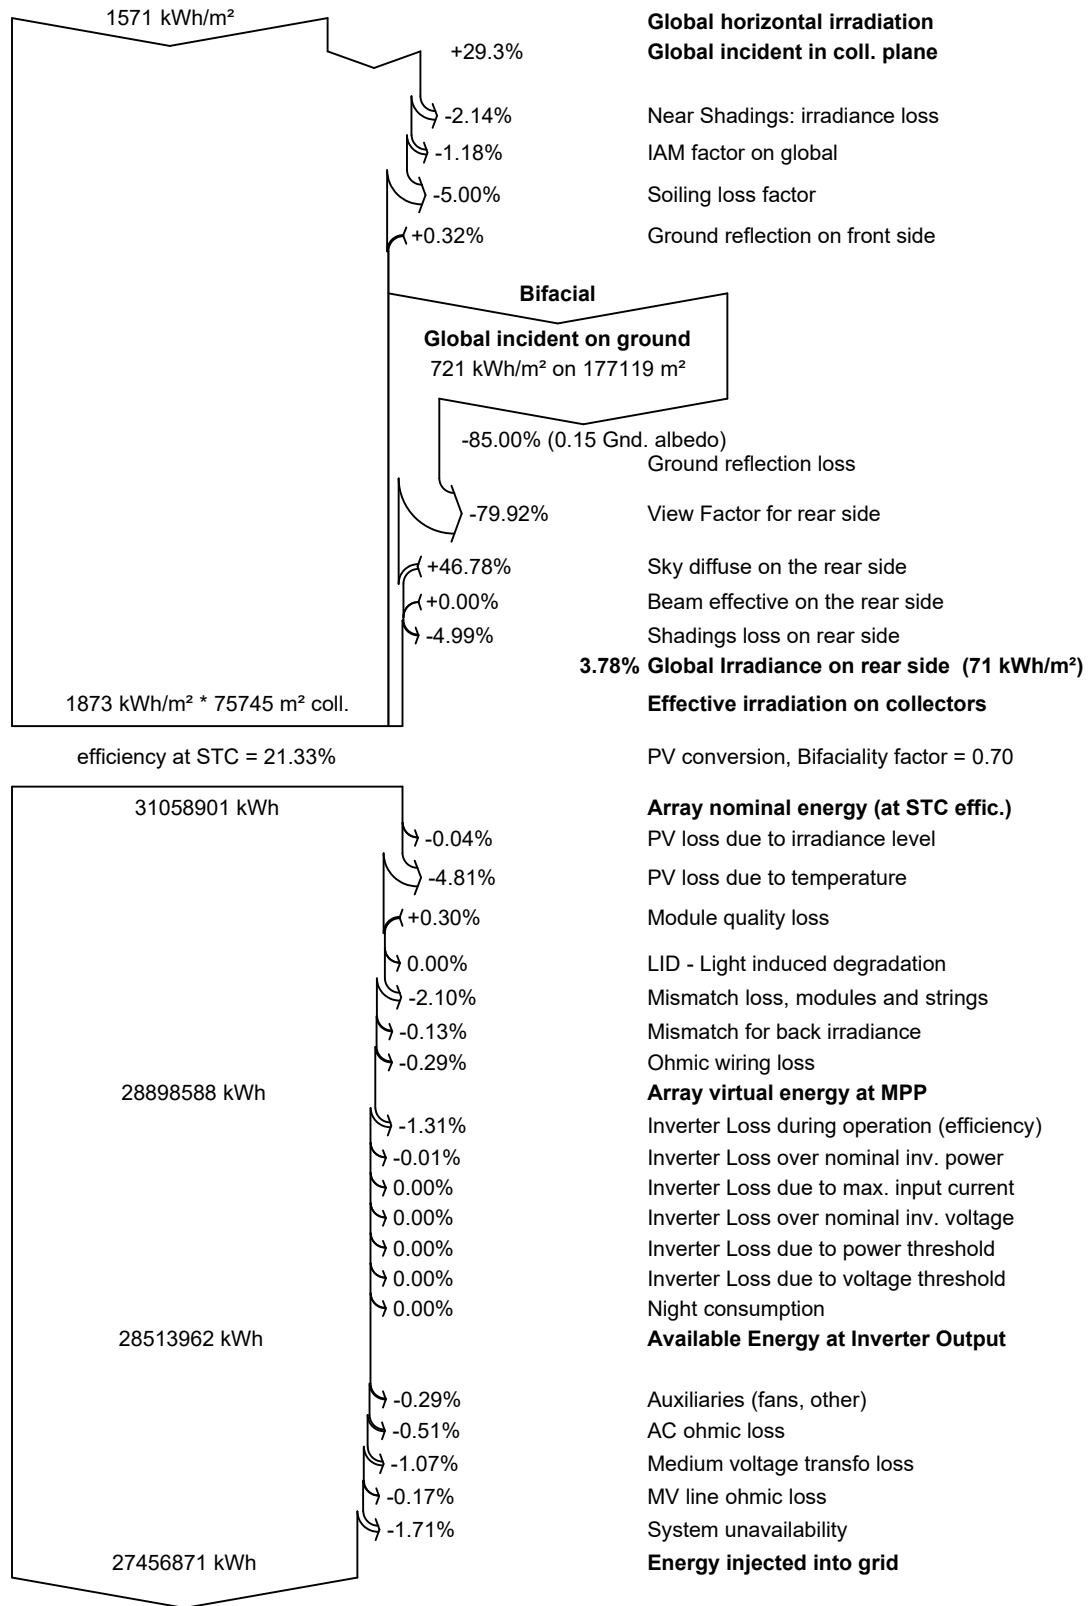 1571 kWh/m² Global horizontal irradiation
+29.3% Global incident in coll. plane
-2.14% Near Shadings: irradiance loss
-1.18% IAM factor on global
-5.00% Soiling loss factor
+0.32% Ground reflection on front side
Bifacial
Global incident on ground
721 kWh/m² on 177119 m²
-85.00% (0.15 Gnd. albedo)
Ground reflection loss
-79.92% View Factor for rear side
+46.78% Sky diffuse on the rear side
+0.00% Beam effective on the rear side
-4.99% Shadings loss on rear side
3.78% Global Irradiance on rear side (71 kWh/m²)
1873 kWh/m² * 75745 m² coll. Effective irradiation on collectors
efficiency at STC = 21.33% PV conversion, Bifaciality factor = 0.70
31058901 kWh Array nominal energy (at STC effic.)
-0.04% PV loss due to irradiance level
-4.81% PV loss due to temperature
+0.30% Module quality loss
0.00% LID - Light induced degradation
-2.10% Mismatch loss, modules and strings
-0.13% Mismatch for back irradiance
-0.29% Ohmic wiring loss
28898588 kWh Array virtual energy at MPP
-1.31% Inverter Loss during operation (efficiency)
-0.01% Inverter Loss over nominal inv. power
0.00% Inverter Loss due to max. input current
0.00% Inverter Loss over nominal inv. voltage
0.00% Inverter Loss due to power threshold
0.00% Inverter Loss due to voltage threshold
0.00% Night consumption
28513962 kWh Available Energy at Inverter Output
-0.29% Auxiliaries (fans, other)
-0.51% AC ohmic loss
-1.07% Medium voltage transfo loss
-0.17% MV line ohmic loss
-1.71% System unavailability
27456871 kWh Energy injected into grid